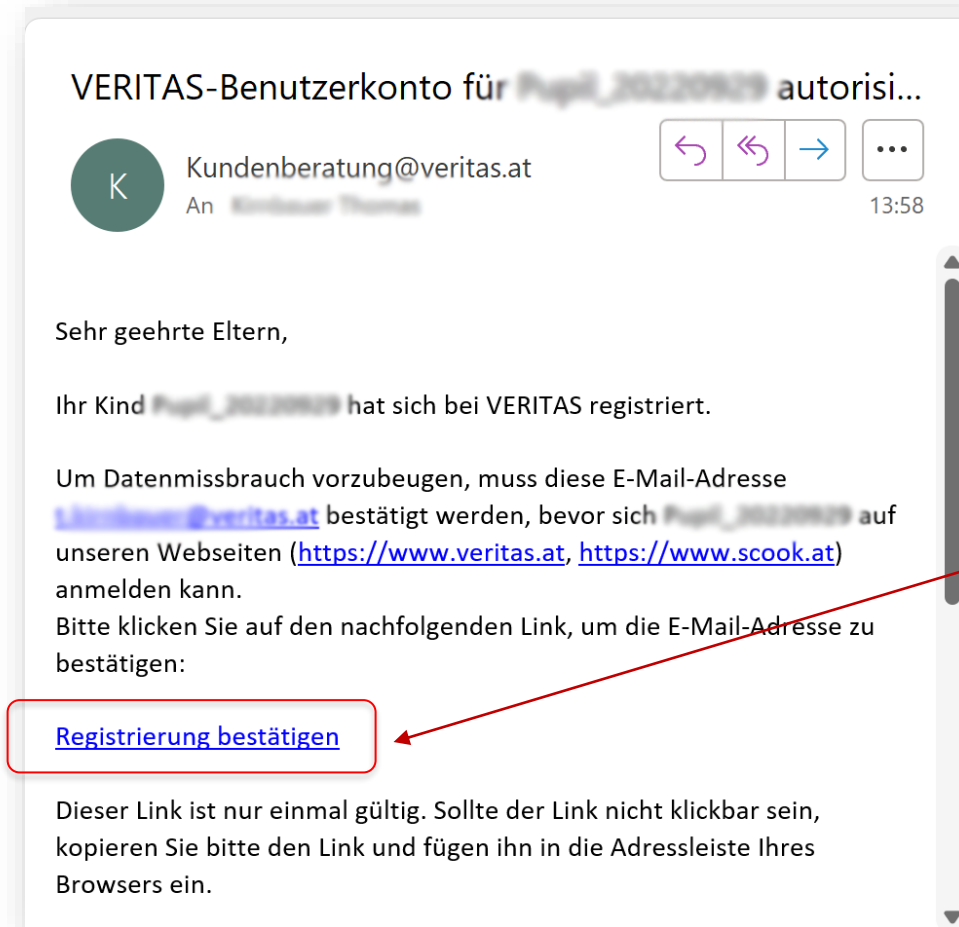 VERITAS-Benutzerkonto für autorisi...
K
Kundenberatung@veritas.at
An
13:58
Sehr geehrte Eltern,
Ihr Kind hat sich bei VERITAS registriert.
Um Datenmissbrauch vorzubeugen, muss diese E-Mail-Adresse
@veritas.at bestätigt werden, bevor sich auf
unseren Webseiten (https://www.veritas.at, https://www.scook.at)
anmelden kann.
Bitte klicken Sie auf den nachfolgenden Link, um die E-Mail-Adresse zu
bestätigen:
Registrierung bestätigen
Dieser Link ist nur einmal gültig. Sollte der Link nicht klickbar sein,
kopieren Sie bitte den Link und fügen ihn in die Adressleiste Ihres
Browsers ein.